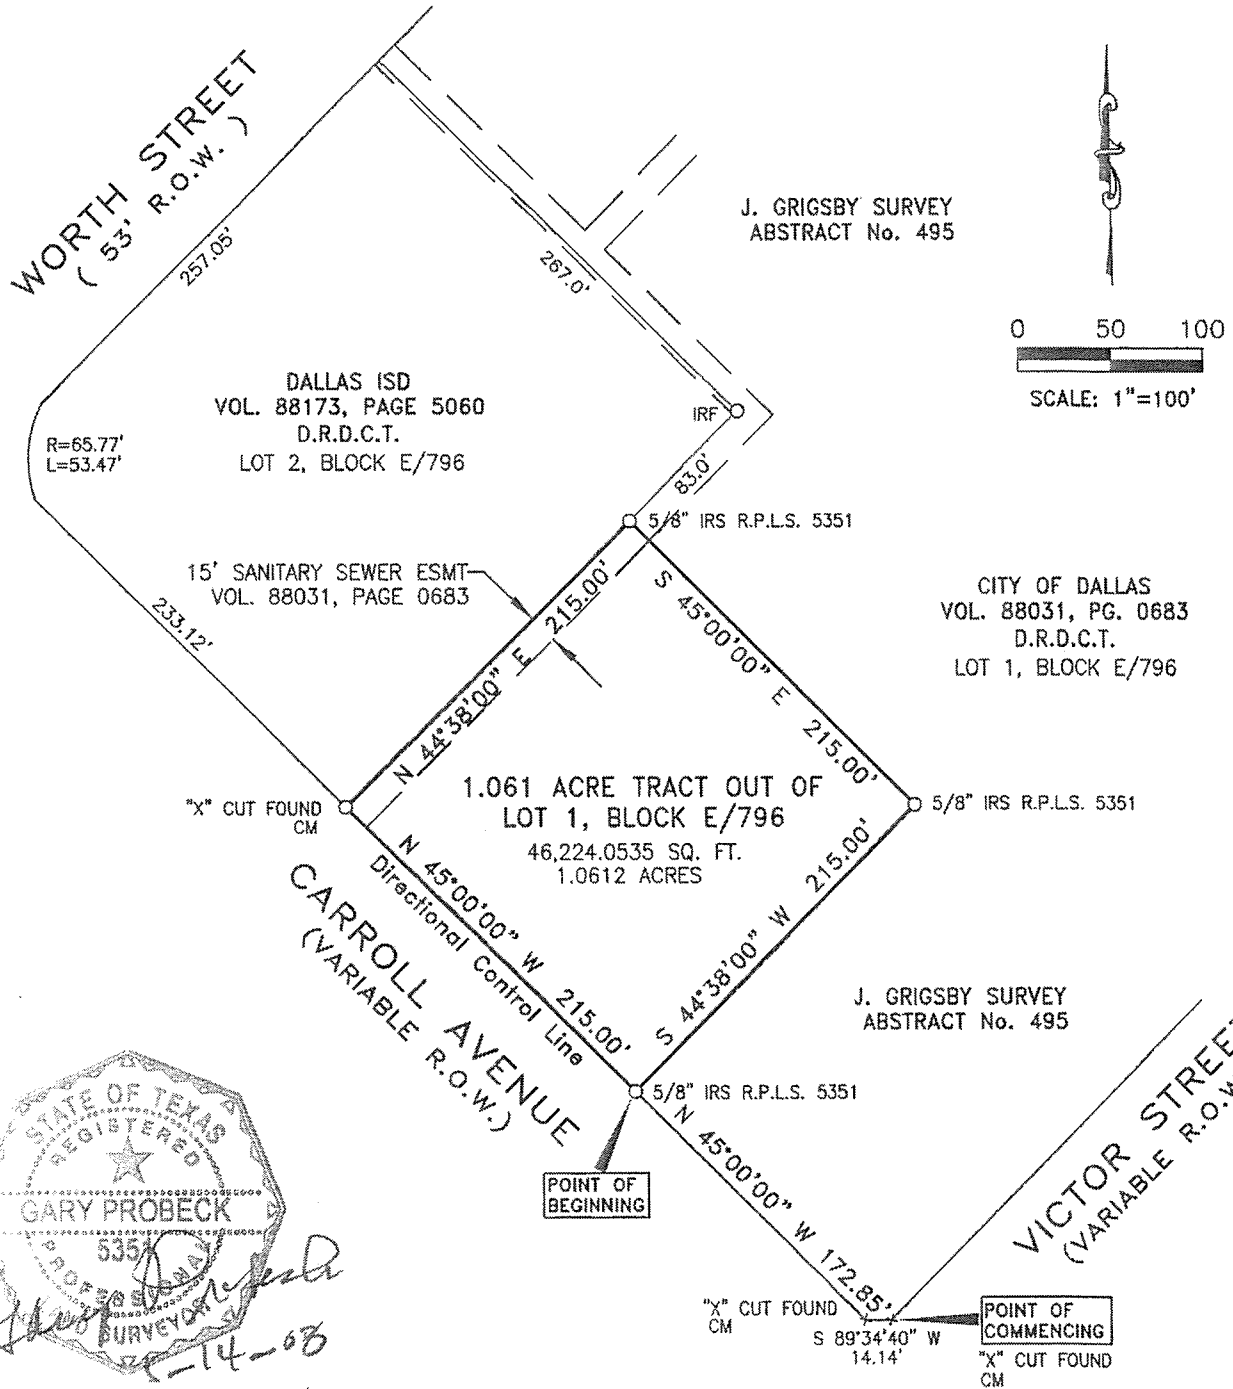 WORTH STREET
( 53' R.O.W. )
257.05'
267.0'
J. GRIGSBY SURVEY
ABSTRACT No. 495
0 50 100
SCALE: 1"=100'
DALLAS ISD
VOL. 88173, PAGE 5060
D.R.D.C.T.
LOT 2, BLOCK E/796
R=65.77'
L=53.47'
IRF
83.0'
5/8" IRS R.P.L.S. 5351
15' SANITARY SEWER ESMT
VOL. 88031, PAGE 0683
233.12'
N 44°38'00" E 215.00'
S 45°00'00" E 215.00'
CITY OF DALLAS
VOL. 88031, PG. 0683
D.R.D.C.T.
LOT 1, BLOCK E/796
"X" CUT FOUND
CM
1.061 ACRE TRACT OUT OF
LOT 1, BLOCK E/796
46,224.0535 SQ. FT.
1.0612 ACRES
5/8" IRS R.P.L.S. 5351
N 45°00'00" W 215.00'
Directional Control Line
CARROLL AVENUE
(VARIABLE R.O.W.)
S 44°38'00" W 215.00'
J. GRIGSBY SURVEY
ABSTRACT No. 495
5/8" IRS R.P.L.S. 5351
POINT OF
BEGINNING
N 45°00'00" W 172.85'
VICTOR STREET
(VARIABLE R.O.W.
"X" CUT FOUND
CM
S 89°34'40" W
14.14'
POINT OF
COMMENCING
"X" CUT FOUND
CM
STATE OF TEXAS
REGISTERED
GARY PROBECK
5351
PROFESSIONAL
SURVEYOR